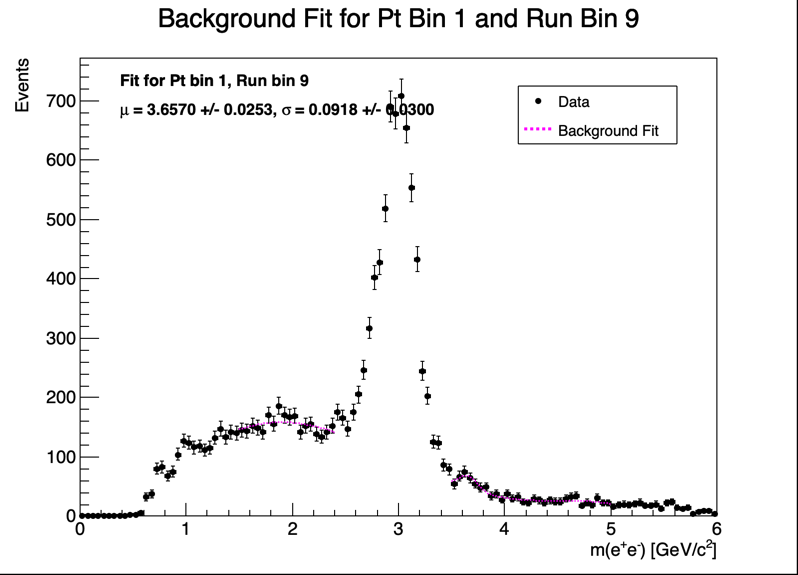 Background Fit for Pt Bin 1 and Run Bin 9
Events
Fit for Pt bin 1, Run bin 9
μ = 3.6570 +/- 0.0253, σ = 0.0918 +/- 0.0300
Data
Background Fit
700
600
500
400
300
200
100
0
0 1 2 3 4 5 6
m(e⁺e⁻) [GeV/c²]